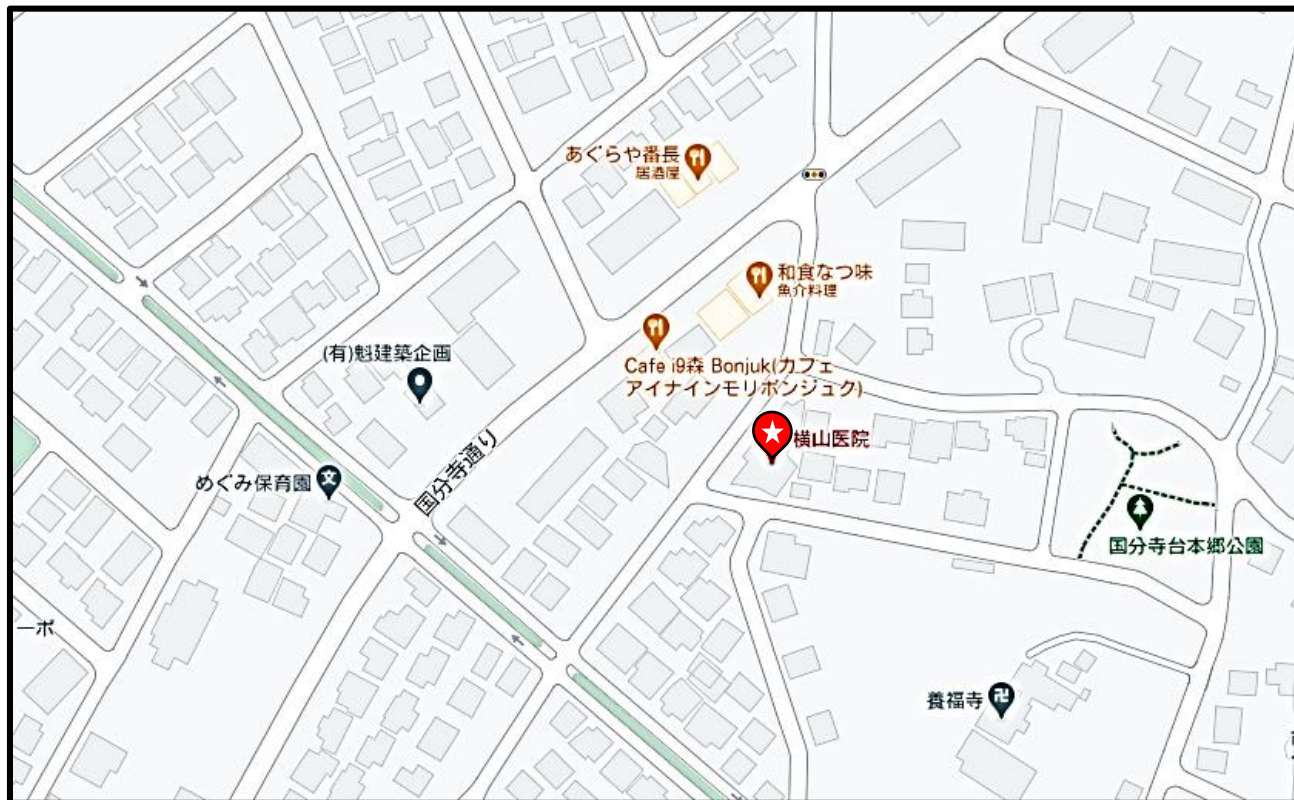 あぐらや番長
居酒屋
和食なつ味
魚介料理
(有)魁建築企画
Cafe i9森 Bonjuk(カフェ
アイナインモリボンジュク)
横山医院
国分寺通り
めぐみ保育園
国分寺台本郷公園
ーポ
養福寺